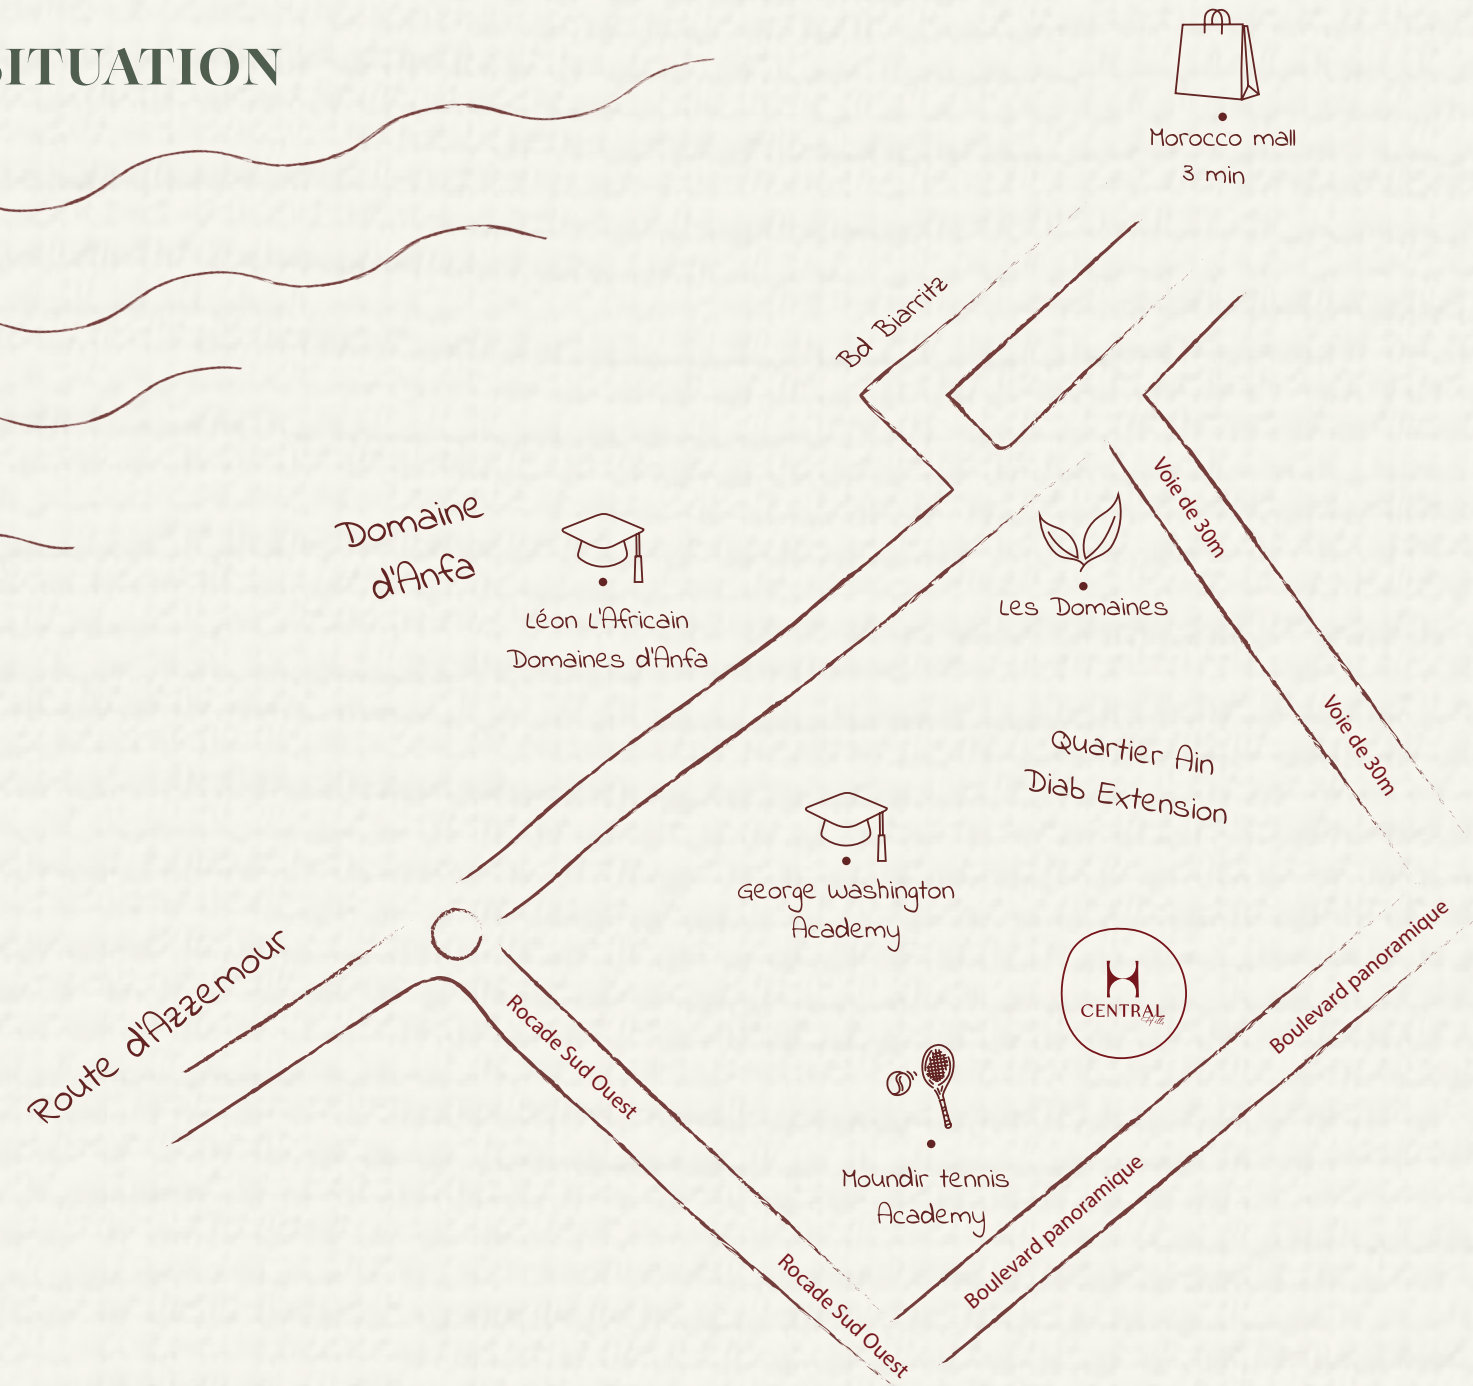 SITUATION
Morocco mall
3 min
Bd Biarritz
Voie de 30m
Domaine
d'Anfa
Léon L'Africain
Domaines d'Anfa
Les Domaines
Voie de 30m
Quartier Ain
Diab Extension
George Washington
Academy
Route d'Azzemour
Boulevard panoramique
CENTRAL
Hills
Rocade Sud Ouest
Moundir tennis
Academy
Boulevard panoramique
Rocade Sud Ouest